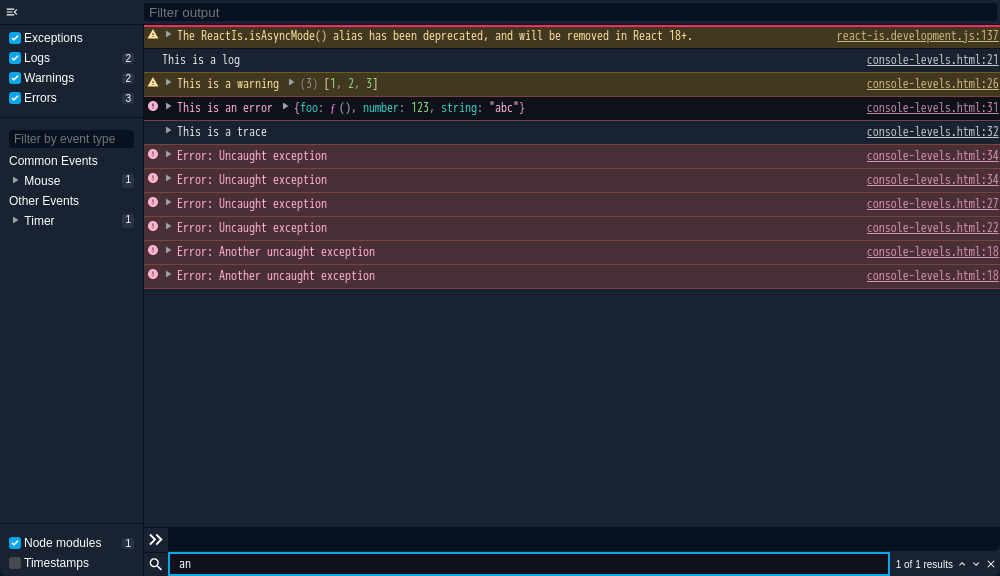 Filter output
Exceptions
Logs 2
Warnings 2
Errors 3
Filter by event type
Common Events
Mouse 1
Other Events
Timer 1
Node modules 1
Timestamps
The ReactIs.isAsyncMode() alias has been deprecated, and will be removed in React 18+. react-is.development.js:137
This is a log console-levels.html:21
This is a warning (3) [1, 2, 3] console-levels.html:26
This is an error {foo: ƒ (), number: 123, string: "abc"} console-levels.html:31
This is a trace console-levels.html:32
Error: Uncaught exception console-levels.html:34
Error: Uncaught exception console-levels.html:34
Error: Uncaught exception console-levels.html:27
Error: Uncaught exception console-levels.html:22
Error: Another uncaught exception console-levels.html:18
Error: Another uncaught exception console-levels.html:18
an 1 of 1 results